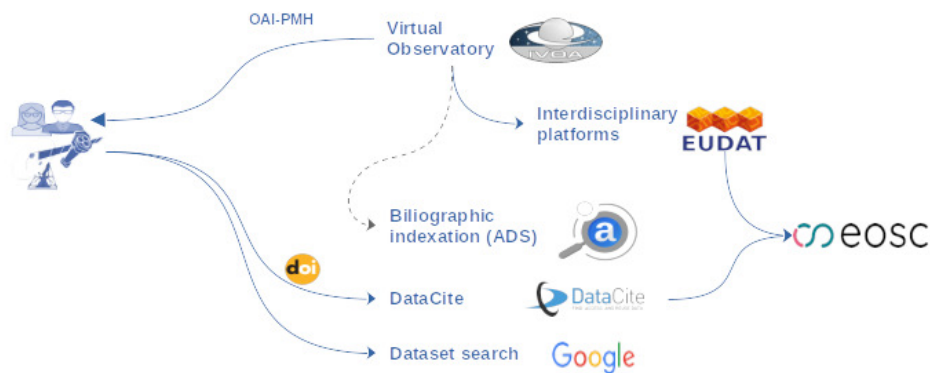 OAI-PMH
Virtual
Observatory
IVOA
Interdisciplinary
platforms
EUDAT
Biliographic
indexation (ADS)
a
eosc
doi
DataCite
DataCite
Dataset search
Google